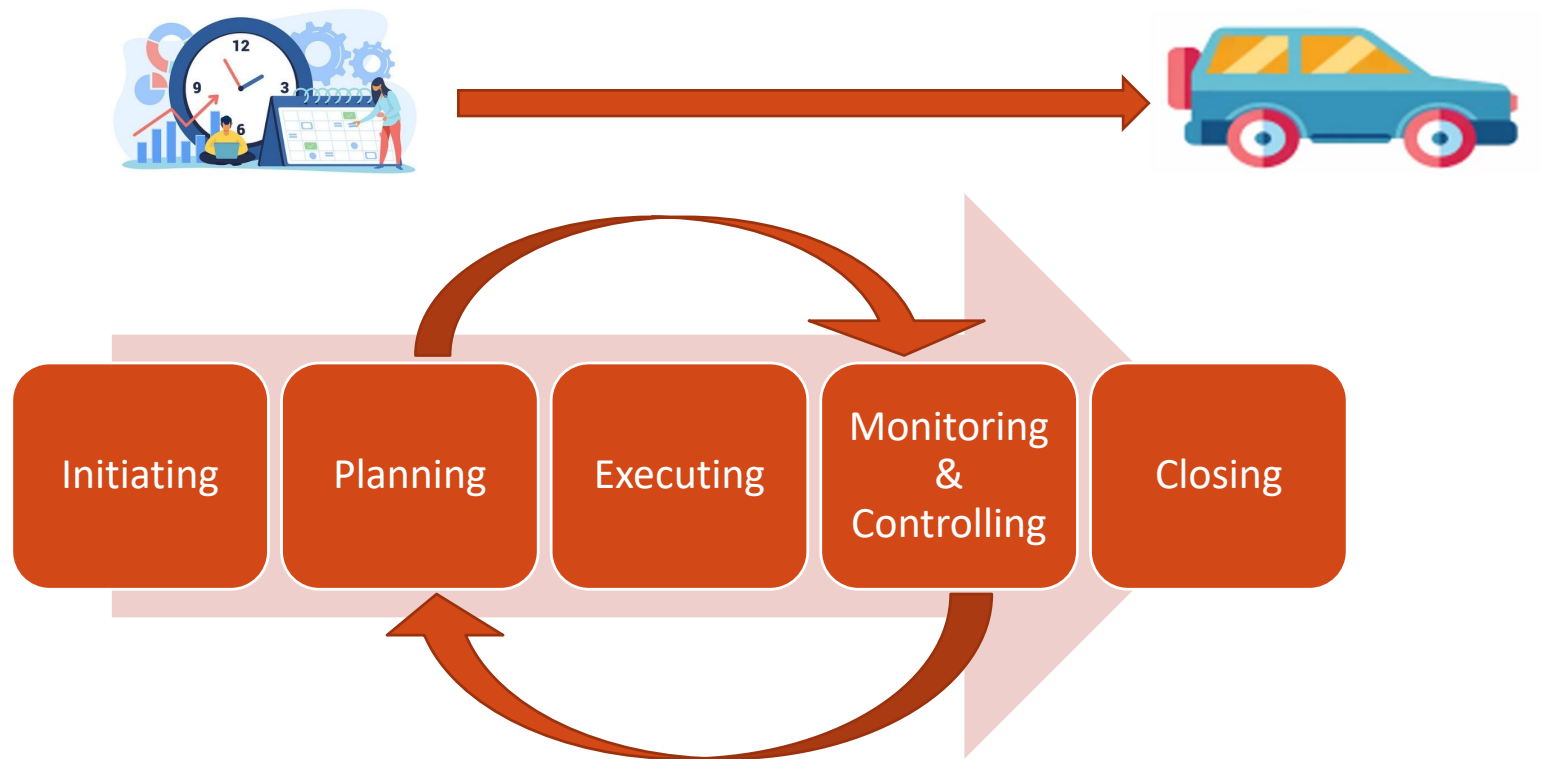 12
9
3
6
Initiating
Planning
Executing
Monitoring
&
Controlling
Closing